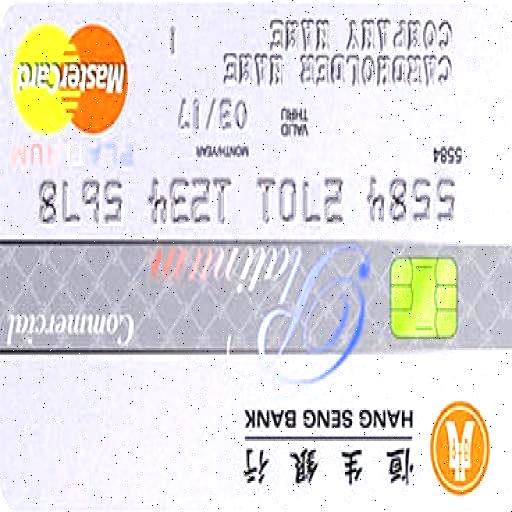 恒生銀行
HANG SENG BANK
Commercial
Platinum
5584 2701 1234 5678
5584
MONTH/YEAR
PLATINUM
VALID THRU
03/17
CARDHOLDER NAME
COMPANY NAME
MasterCard